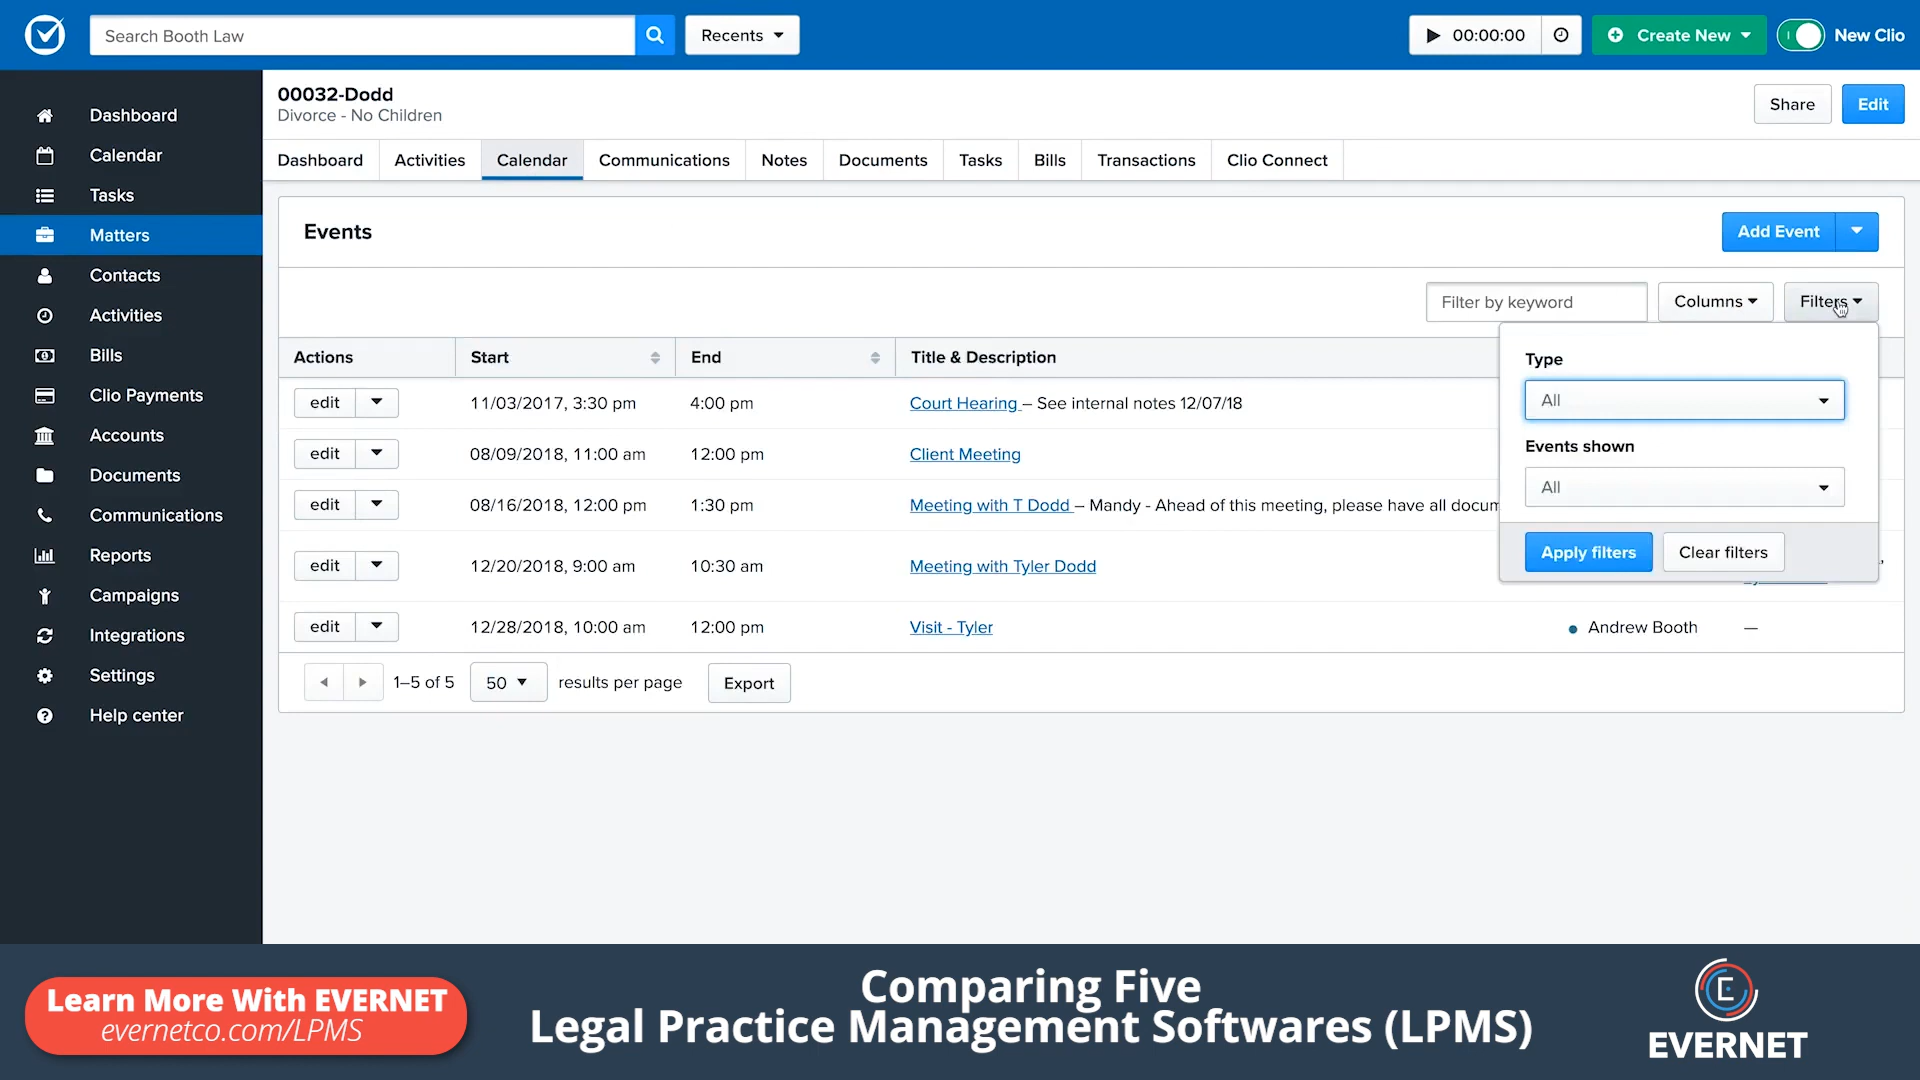 Search Booth Law
Recents
00:00:00
Create New
New Clio
Dashboard
Calendar
Tasks
Matters
Contacts
Activities
Bills
Clio Payments
Accounts
Documents
Communications
Reports
Campaigns
Integrations
Settings
Help center
00032-Dodd
Divorce - No Children
Share
Edit
Dashboard
Activities
Calendar
Communications
Notes
Documents
Tasks
Bills
Transactions
Clio Connect
Events
Add Event
Filter by keyword
Columns
Filters
Actions
Start
End
Title & Description
edit
11/03/2017, 3:30 pm
4:00 pm
Court Hearing – See internal notes 12/07/18
edit
08/09/2018, 11:00 am
12:00 pm
Client Meeting
edit
08/16/2018, 12:00 pm
1:30 pm
Meeting with T Dodd – Mandy - Ahead of this meeting, please have all docum
edit
12/20/2018, 9:00 am
10:30 am
Meeting with Tyler Dodd
edit
12/28/2018, 10:00 am
12:00 pm
Visit - Tyler
Andrew Booth
—
Type
All
Events shown
All
Apply filters
Clear filters
1–5 of 5
50
results per page
Export
Learn More With EVERNET
evernetco.com/LPMS
Comparing Five
Legal Practice Management Softwares (LPMS)
E
EVERNET